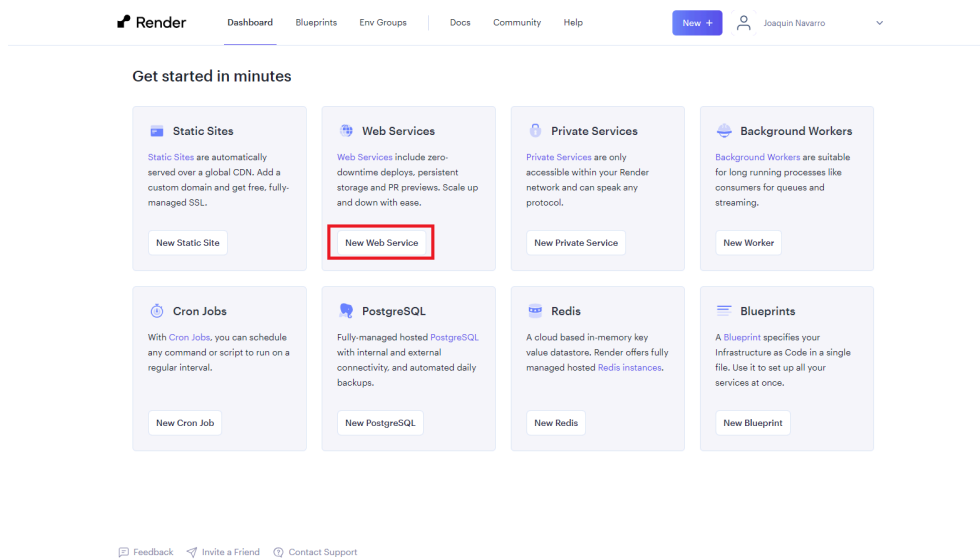 Render Dashboard Blueprints Env Groups Docs Community Help New + Joaquin Navarro
Get started in minutes
Static Sites
Static Sites are automatically
served over a global CDN. Add a
custom domain and get free, fully-
managed SSL.
New Static Site
Web Services
Web Services include zero-
downtime deploys, persistent
storage and PR previews. Scale up
and down with ease.
New Web Service
Private Services
Private Services are only
accessible within your Render
network and can speak any
protocol.
New Private Service
Background Workers
Background Workers are suitable
for long running processes like
consumers for queues and
streaming.
New Worker
Cron Jobs
With Cron Jobs, you can schedule
any command or script to run on a
regular interval.
New Cron Job
PostgreSQL
Fully-managed hosted PostgreSQL
with internal and external
connectivity, and automated daily
backups.
New PostgreSQL
Redis
A cloud based in-memory key
value datastore. Render offers fully
managed hosted Redis instances.
New Redis
Blueprints
A Blueprint specifies your
Infrastructure as Code in a single
file. Use it to set up all your
services at once.
New Blueprint
Feedback Invite a Friend Contact Support